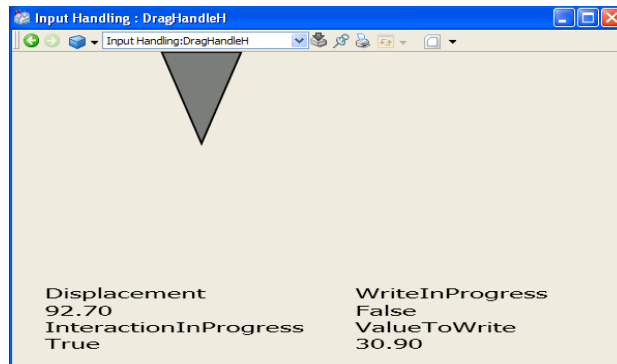 Input Handling : DragHandleH
Input Handling:DragHandleH
Displacement
92.70
InteractionInProgress
True
WriteInProgress
False
ValueToWrite
30.90